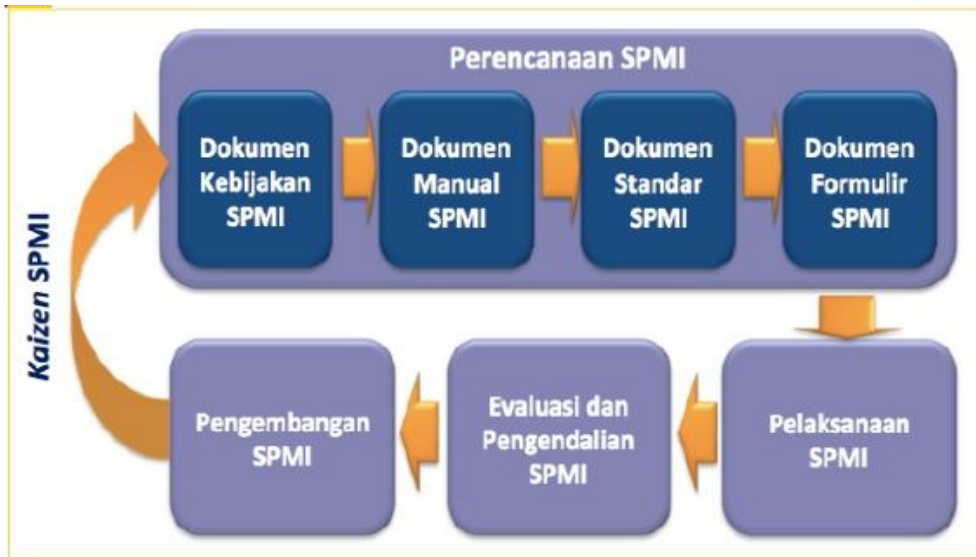 Perencanaan SPMI
Dokumen
Kebijakan
SPMI
Dokumen
Manual
SPMI
Dokumen
Standar
SPMI
Dokumen
Formulir
SPMI
Kaizen SPMI
Pengembangan
SPMI
Evaluasi dan
Pengendalian
SPMI
Pelaksanaan
SPMI